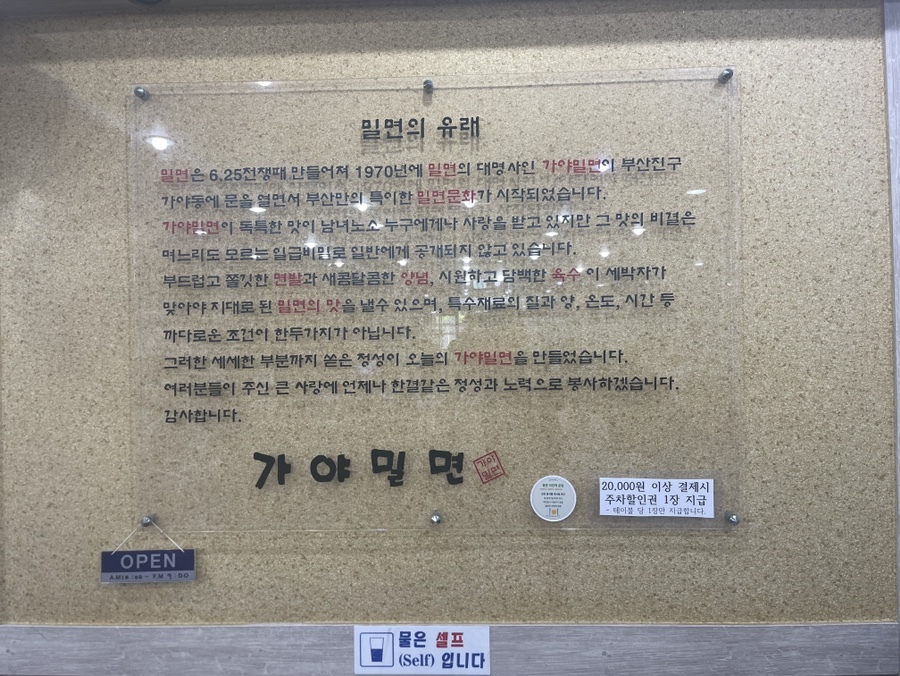 밀면의 유래
밀면은 6.25전쟁때 만들어져 1970년에 밀면의 대명사인 가야밀면이 부산진구
가야동에 문을 열면서 부산만의 특이한 밀면문화가 시작되었습니다.
가야밀면이 독특한 맛이 남녀노소 누구에게나 사랑을 받고 있지만 그 맛의 비결은
며느리도 모르는 일급비밀로 일반에게 공개되지 않고 있습니다.
부드럽고 쫄깃한 면발과 새콤달콤한 양념, 시원하고 담백한 육수 이 세박자가
맞아야 지대로 된 밀면의 맛을 낼수 있으며, 특수재료의 질과 양, 온도, 시간 등
까다로운 조건이 한두가지가 아닙니다.
그러한 세세한 부분까지 쏟은 정성이 오늘의 가야밀면을 만들었습니다.
여러분들이 주신 큰 사랑에 언제나 한결같은 정성과 노력으로 봉사하겠습니다.
감사합니다.
가야밀면
가야
밀면
20,000원 이상 결제시
주차할인권 1장 지급
- 테이블 당 1장만 지급합니다.
OPEN
물은 셀프
(Self) 입니다